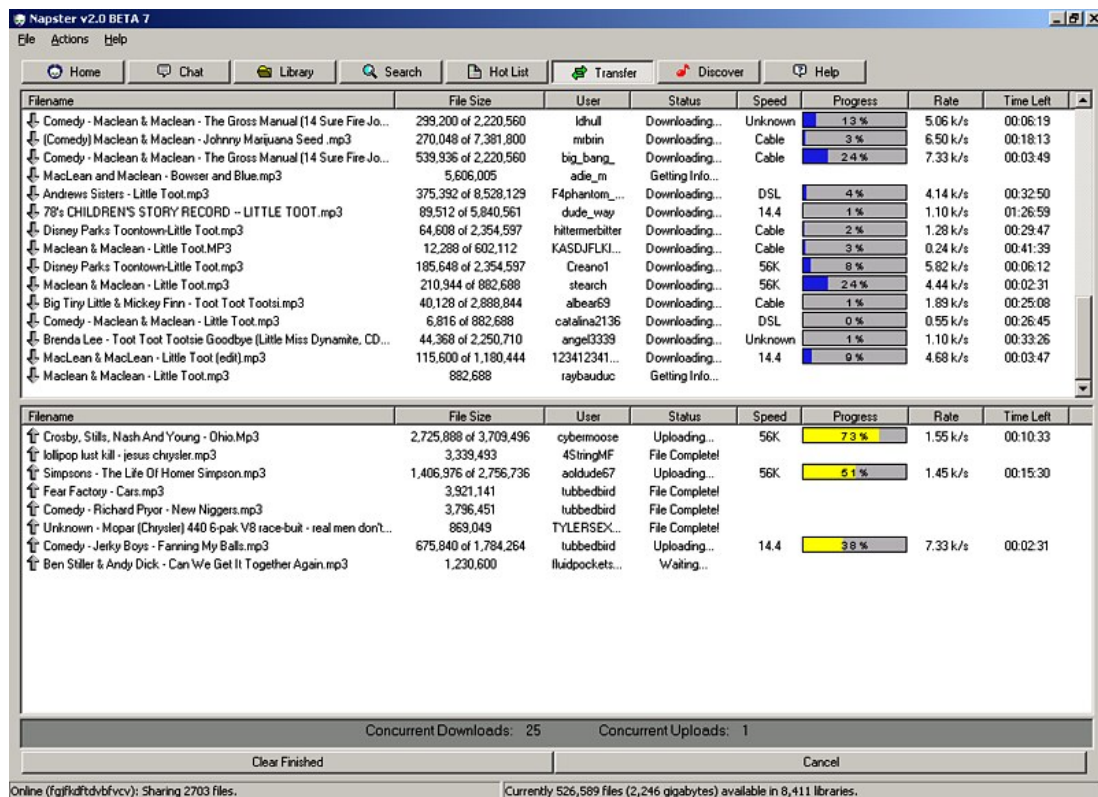 Napster v2.0 BETA 7
File Actions Help
Home Chat Library Search Hot List Transfer Discover Help
Filename File Size User Status Speed Progress Rate Time Left
Comedy - Maclean & Maclean - The Gross Manual (14 Sure Fire Jo... 299,200 of 2,220,560 ldhull Downloading... Unknown 13 % 5.06 k/s 00:06:19
(Comedy) Maclean & Maclean - Johnny Marijuana Seed .mp3 270,048 of 7,381,800 mrbrin Downloading... Cable 3 % 6.50 k/s 00:18:13
Comedy - Maclean & Maclean - The Gross Manual (14 Sure Fire Jo... 539,936 of 2,220,560 big_bang_ Downloading... Cable 24 % 7.33 k/s 00:03:49
MacLean and Maclean - Bowser and Blue.mp3 5,606,005 adie_m Getting Info...
Andrews Sisters - Little Toot.mp3 375,392 of 8,528,129 F4phantom_... Downloading... DSL 4 % 4.14 k/s 00:32:50
78's CHILDREN'S STORY RECORD -- LITTLE TOOT.mp3 89,512 of 5,840,561 dude_way Downloading... 14.4 1 % 1.10 k/s 01:26:59
Disney Parks Toontown-Little Toot.mp3 64,608 of 2,354,597 hittermerbitter Downloading... Cable 2 % 1.28 k/s 00:29:47
Maclean & Maclean - Little Toot.MP3 12,288 of 602,112 KASDJFLKI... Downloading... Cable 3 % 0.24 k/s 00:41:39
Disney Parks Toontown-Little Toot.mp3 185,648 of 2,354,597 Creano1 Downloading... 56K 8 % 5.82 k/s 00:06:12
Maclean & Maclean - Little Toot.mp3 210,944 of 882,688 stearch Downloading... 56K 24 % 4.44 k/s 00:02:31
Big Tiny Little & Mickey Finn - Toot Toot Tootsi.mp3 40,128 of 2,888,844 albear69 Downloading... Cable 1 % 1.89 k/s 00:25:08
Comedy - Maclean & Maclean - Little Toot.mp3 6,816 of 882,688 catalina2136 Downloading... DSL 0 % 0.55 k/s 00:26:45
Brenda Lee - Toot Toot Tootsie Goodbye (Little Miss Dynamite, CD... 44,368 of 2,250,710 angel3339 Downloading... Unknown 1 % 1.10 k/s 00:33:26
MacLean & MacLean - Little Toot (edit).mp3 115,600 of 1,180,444 123412341... Downloading... 14.4 9 % 4.68 k/s 00:03:47
Maclean & Maclean - Little Toot.mp3 882,688 raybauduc Getting Info...
Filename File Size User Status Speed Progress Rate Time Left
Crosby, Stills, Nash And Young - Ohio.Mp3 2,725,888 of 3,709,496 cybermoose Uploading... 56K 73 % 1.55 k/s 00:10:33
lollipop lust kill - jesus chrysler.mp3 3,339,493 4StringMF File Complete!
Simpsons - The Life Of Homer Simpson.mp3 1,406,976 of 2,756,736 aoldude67 Uploading... 56K 51 % 1.45 k/s 00:15:30
Fear Factory - Cars.mp3 3,921,141 tubbedbird File Complete!
Comedy - Richard Pryor - New Niggers.mp3 3,796,451 tubbedbird File Complete!
Unknown - Mopar (Chrysler) 440 6-pak V8 race-buit - real men don't... 869,049 TYLERSEX... File Complete!
Comedy - Jerky Boys - Fanning My Balls.mp3 675,840 of 1,784,264 tubbedbird Uploading... 14.4 38 % 7.33 k/s 00:02:31
Ben Stiller & Andy Dick - Can We Get It Together Again.mp3 1,230,600 fluidpockets... Waiting...
Concurrent Downloads: 25 Concurrent Uploads: 1
Clear Finished Cancel
Online (fgjfkdftdvbfvcv): Sharing 2703 files. Currently 526,589 files (2,246 gigabytes) available in 8,411 libraries.